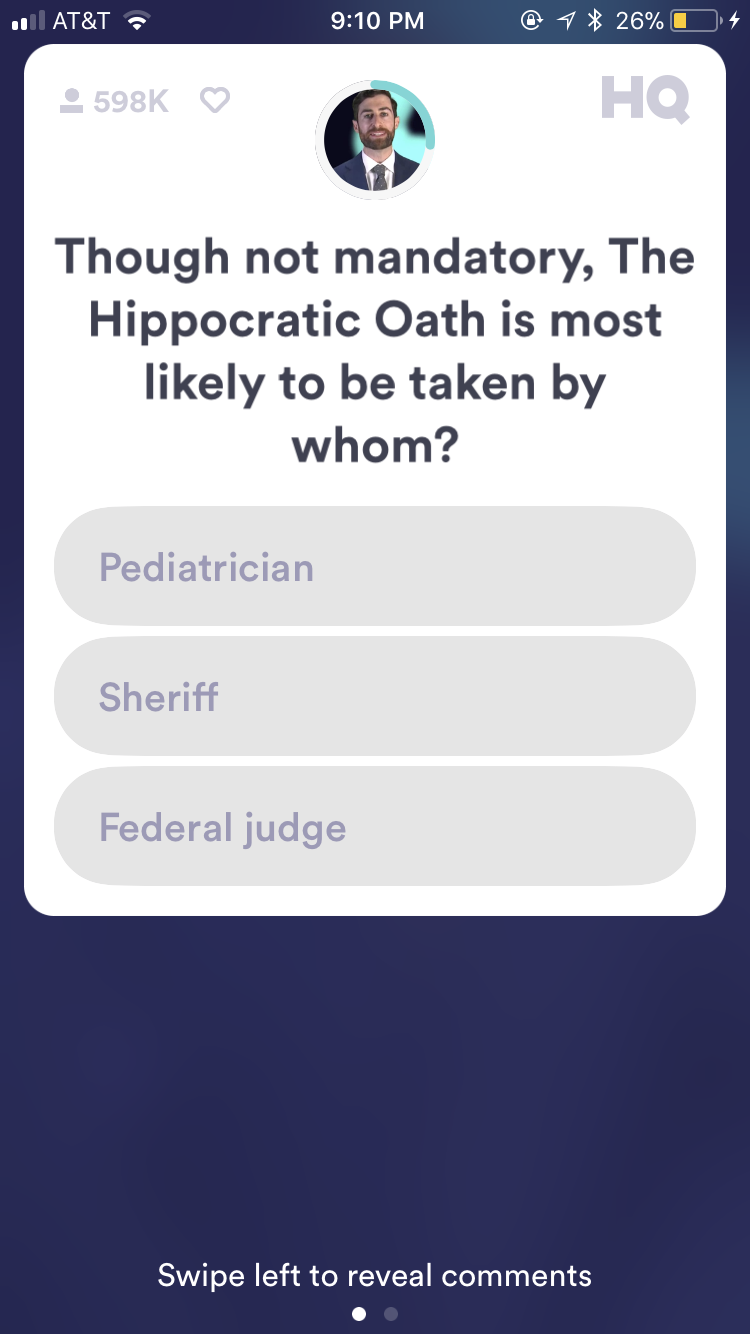 AT&T 9:10 PM 26%
598K HQ
Though not mandatory, The
Hippocratic Oath is most
likely to be taken by
whom?
Pediatrician
Sheriff
Federal judge
Swipe left to reveal comments